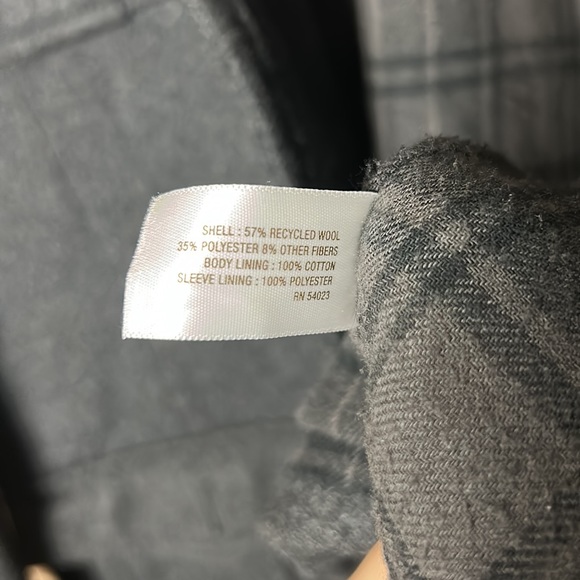 SHELL : 57% RECYCLED WOOL
35% POLYESTER 8% OTHER FIBERS
BODY LINING : 100% COTTON
SLEEVE LINING : 100% POLYESTER
RN 54023